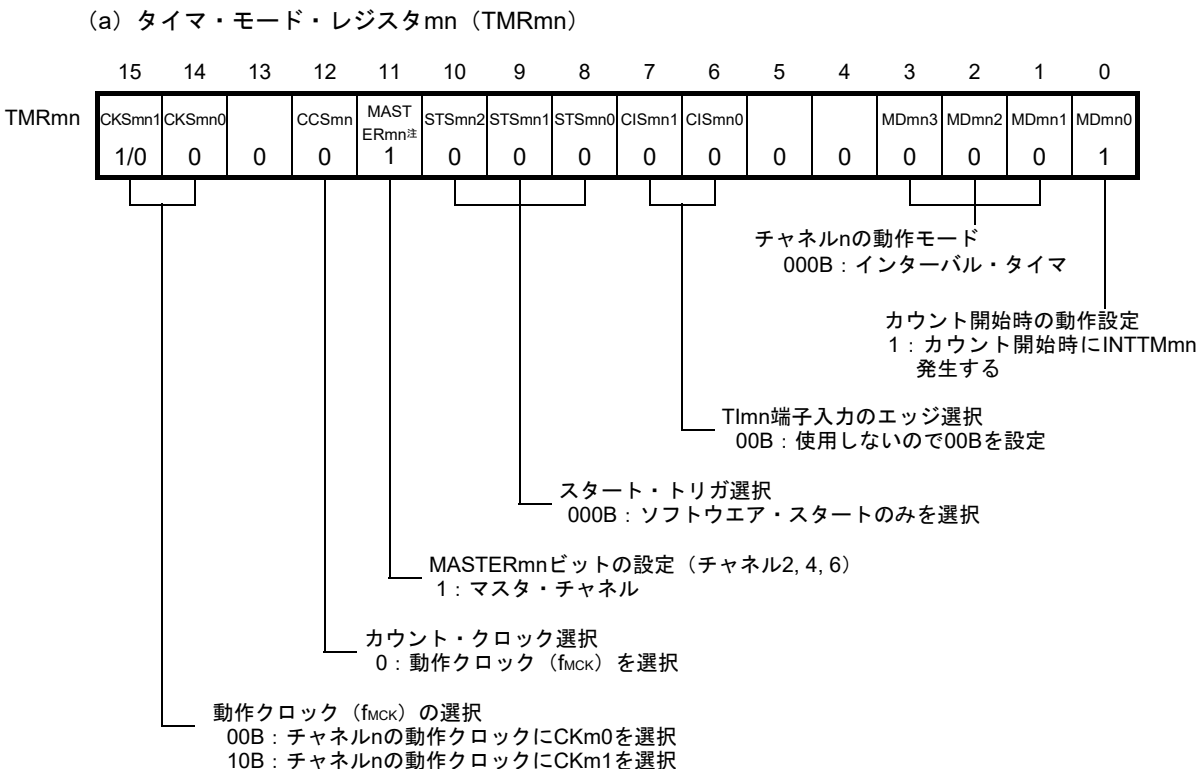 (a) タイマ・モード・レジスタmn（TMRmn）
15 14 13 12 11 10 9 8 7 6 5 4 3 2 1 0
TMRmn CKSmn1 CKSmn0 CCSmn MAST ERmn注 STSmn2 STSmn1 STSmn0 CISmn1 CISmn0 MDmn3 MDmn2 MDmn1 MDmn0
1/0 0 0 0 1 0 0 0 0 0 0 0 0 0 0 1
チャネルnの動作モード
000B：インターバル・タイマ
カウント開始時の動作設定
1：カウント開始時にINTTMmn
発生する
TImn端子入力のエッジ選択
00B：使用しないので00Bを設定
スタート・トリガ選択
000B：ソフトウエア・スタートのみを選択
MASTERmnビットの設定（チャネル2, 4, 6）
1：マスタ・チャネル
カウント・クロック選択
0：動作クロック（fMCK）を選択
動作クロック（fMCK）の選択
00B：チャネルnの動作クロックにCKm0を選択
10B：チャネルnの動作クロックにCKm1を選択